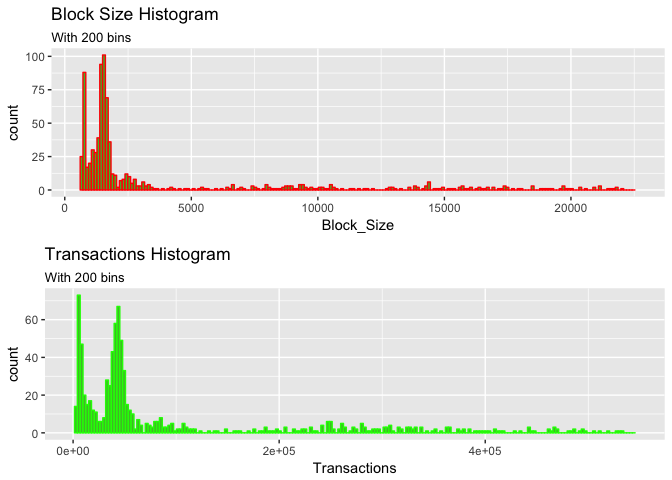 Block Size Histogram
With 200 bins
100
75
50
25
0
count
0 5000 10000 15000 20000
Block_Size
Transactions Histogram
With 200 bins
60
40
20
0
count
0e+00 2e+05 4e+05
Transactions